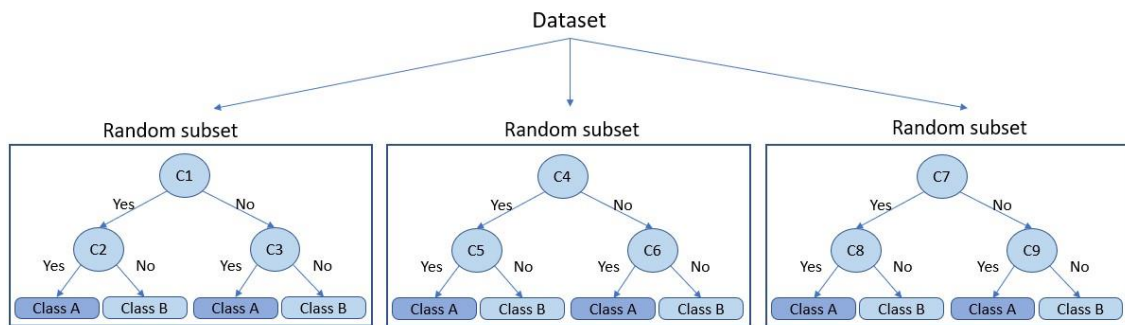 Dataset
Random subset
Random subset
Random subset
C1
Yes
No
C2
C3
Yes
No
Yes
No
Class A
Class B
Class A
Class B
C4
Yes
No
C5
C6
Yes
No
Yes
No
Class A
Class B
Class A
Class B
C7
Yes
No
C8
C9
Yes
No
Yes
No
Class A
Class B
Class A
Class B